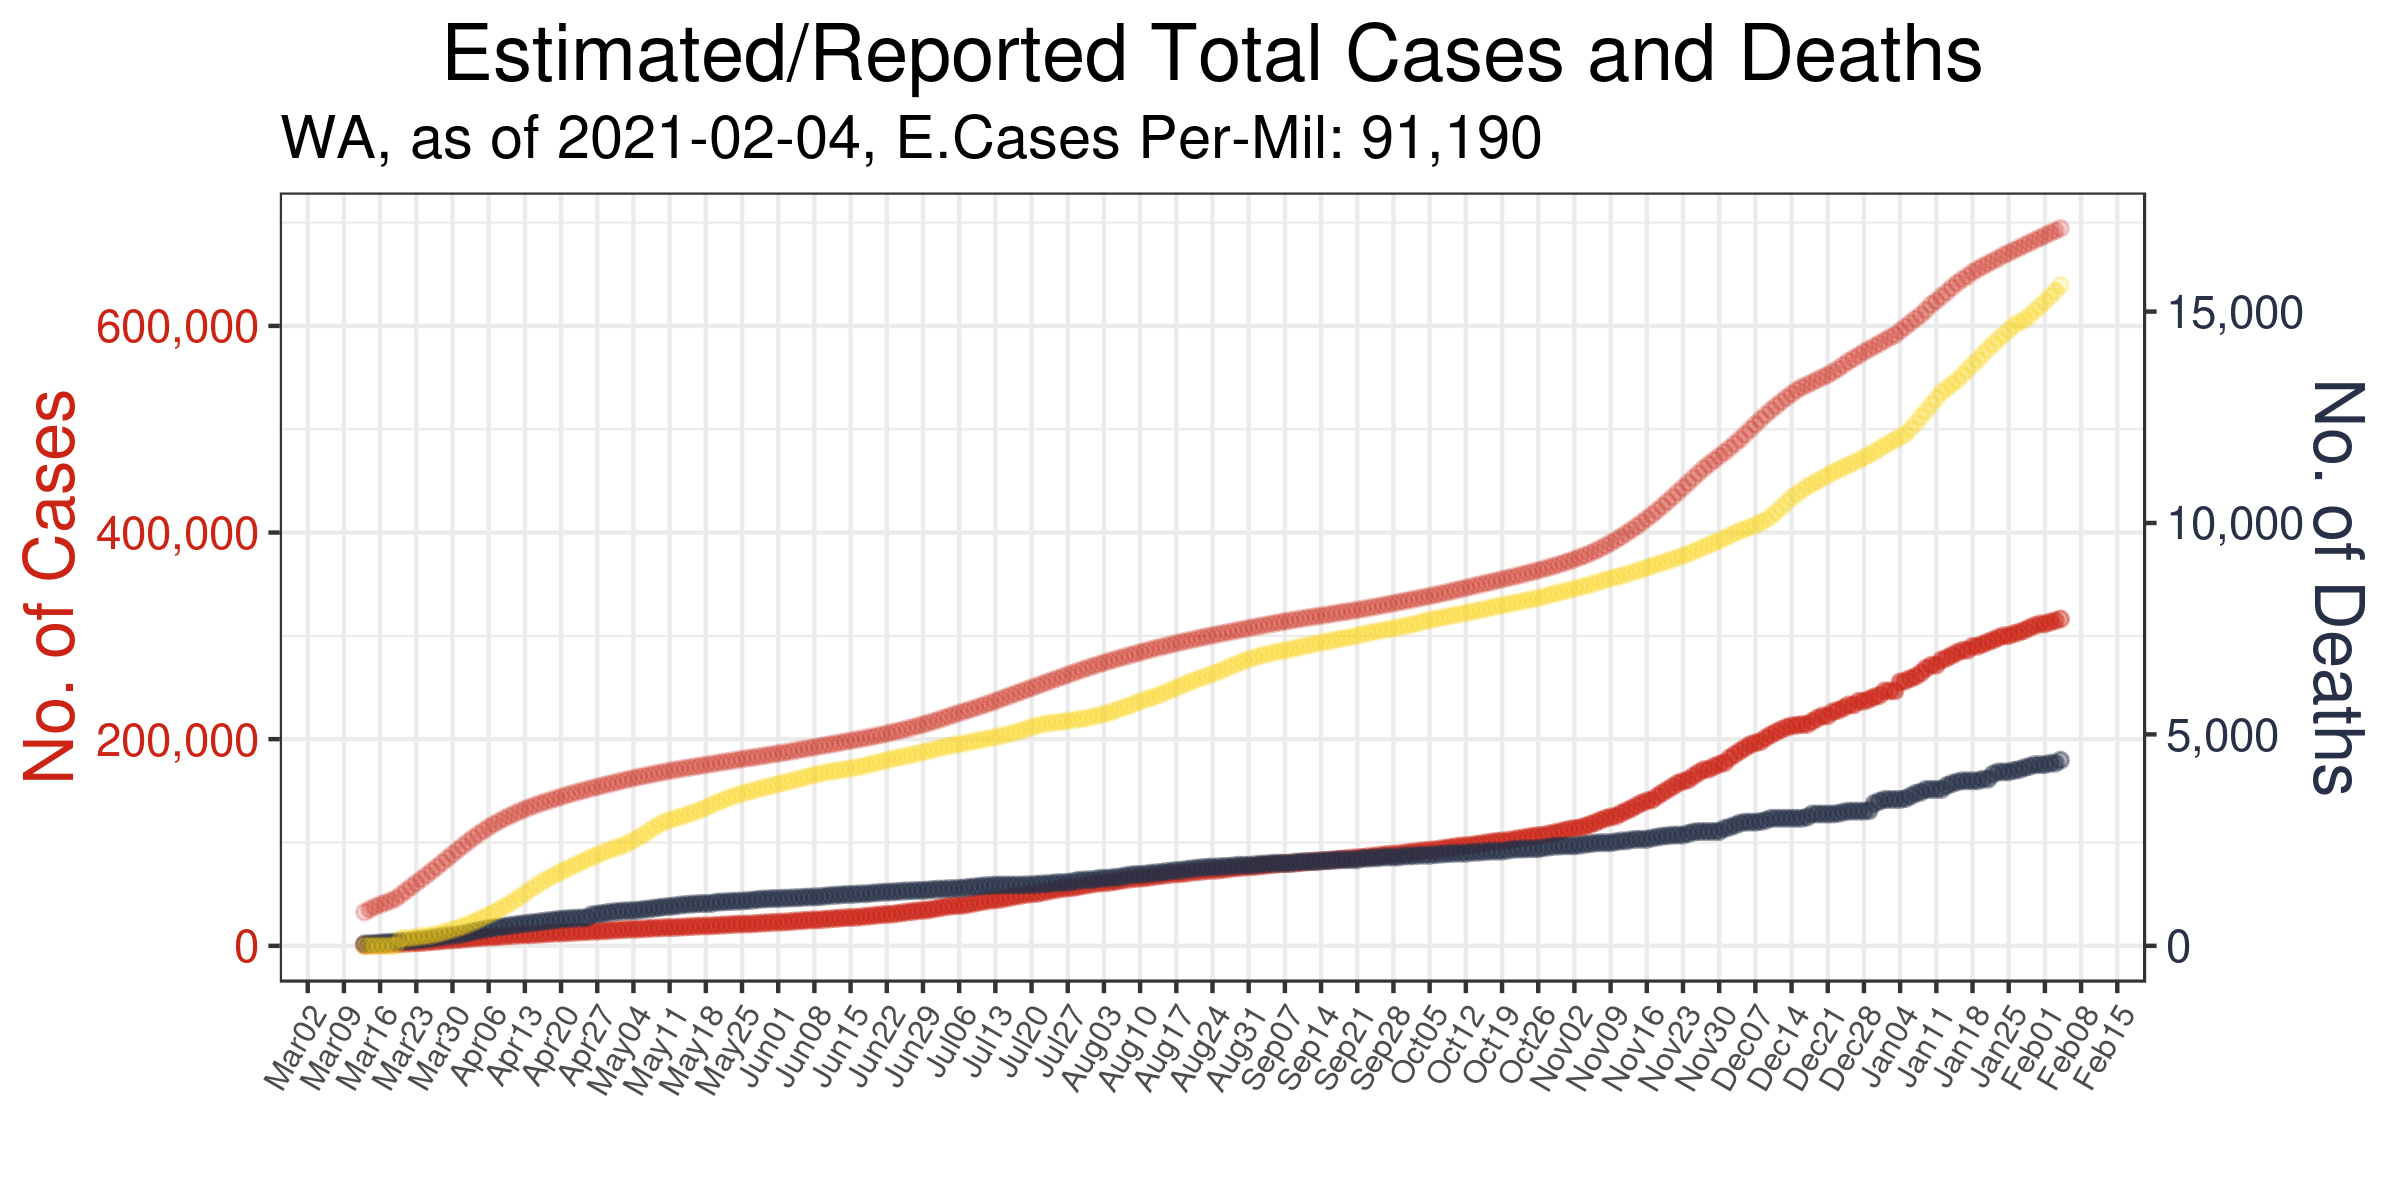 Estimated/Reported Total Cases and Deaths
WA, as of 2021-02-04, E.Cases Per-Mil: 91,190
No. of Cases
600,000
400,000
200,000
0
15,000
10,000
5,000
0
No. of Deaths
Mar02
Mar09
Mar16
Mar23
Mar30
Apr06
Apr13
Apr20
Apr27
May04
May11
May18
May25
Jun01
Jun08
Jun15
Jun22
Jun29
Jul06
Jul13
Jul20
Jul27
Aug03
Aug10
Aug17
Aug24
Aug31
Sep07
Sep14
Sep21
Sep28
Oct05
Oct12
Oct19
Oct26
Nov02
Nov09
Nov16
Nov23
Nov30
Dec07
Dec14
Dec21
Dec28
Jan04
Jan11
Jan18
Jan25
Feb01
Feb08
Feb15